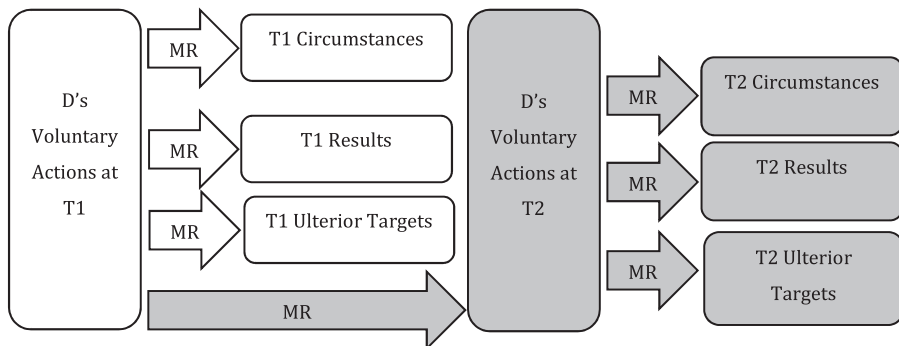 D's
Voluntary
Actions at
T1
MR
T1 Circumstances
MR
T1 Results
MR
T1 Ulterior Targets
MR
D's
Voluntary
Actions at
T2
MR
T2 Circumstances
MR
T2 Results
MR
T2 Ulterior
Targets